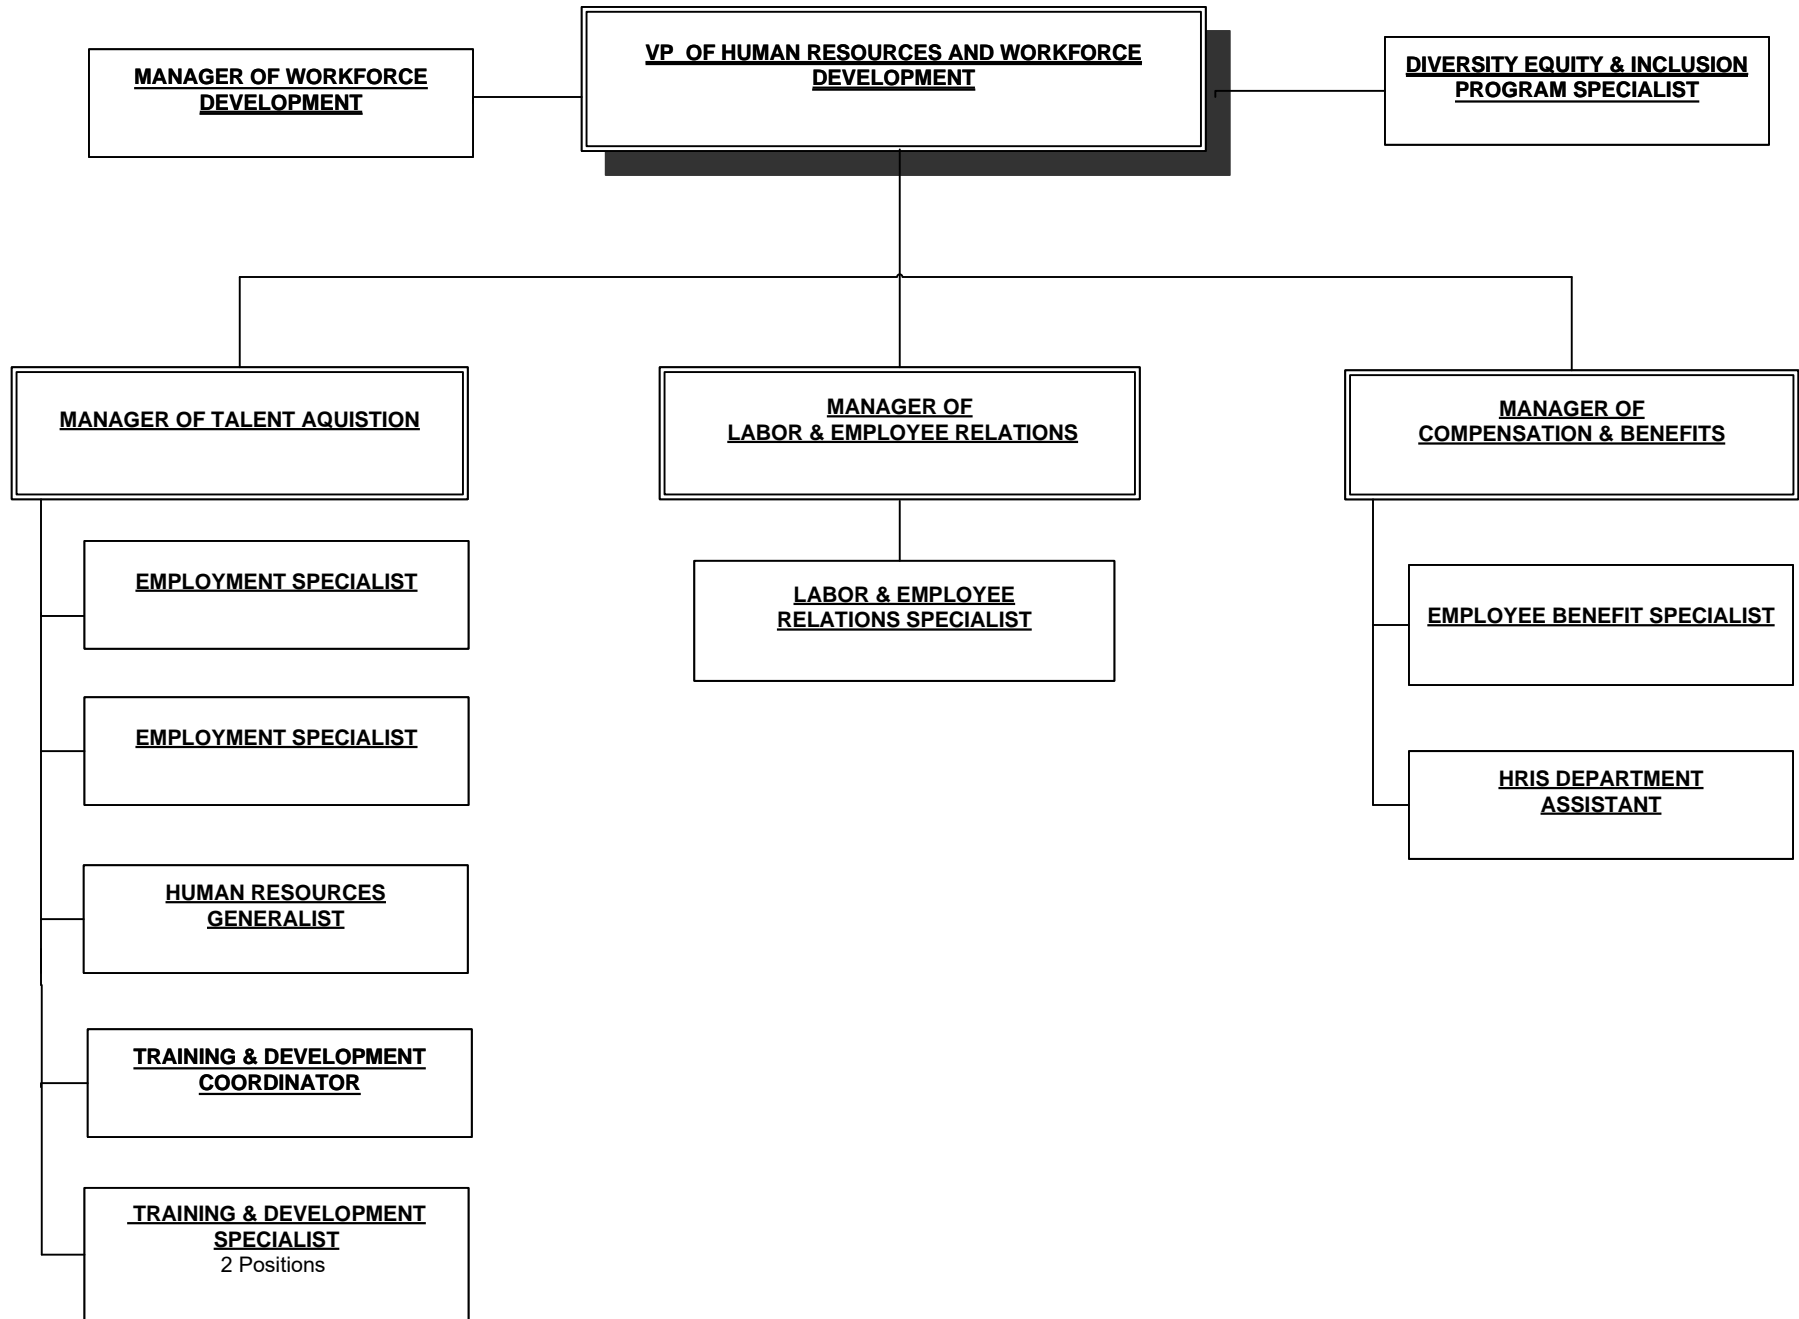 MANAGER OF WORKFORCE
DEVELOPMENT
VP OF HUMAN RESOURCES AND WORKFORCE
DEVELOPMENT
DIVERSITY EQUITY & INCLUSION
PROGRAM SPECIALIST
MANAGER OF TALENT AQUISTION
MANAGER OF
LABOR & EMPLOYEE RELATIONS
MANAGER OF
COMPENSATION & BENEFITS
EMPLOYMENT SPECIALIST
EMPLOYMENT SPECIALIST
HUMAN RESOURCES
GENERALIST
TRAINING & DEVELOPMENT
COORDINATOR
TRAINING & DEVELOPMENT
SPECIALIST
2 Positions
LABOR & EMPLOYEE
RELATIONS SPECIALIST
EMPLOYEE BENEFIT SPECIALIST
HRIS DEPARTMENT
ASSISTANT